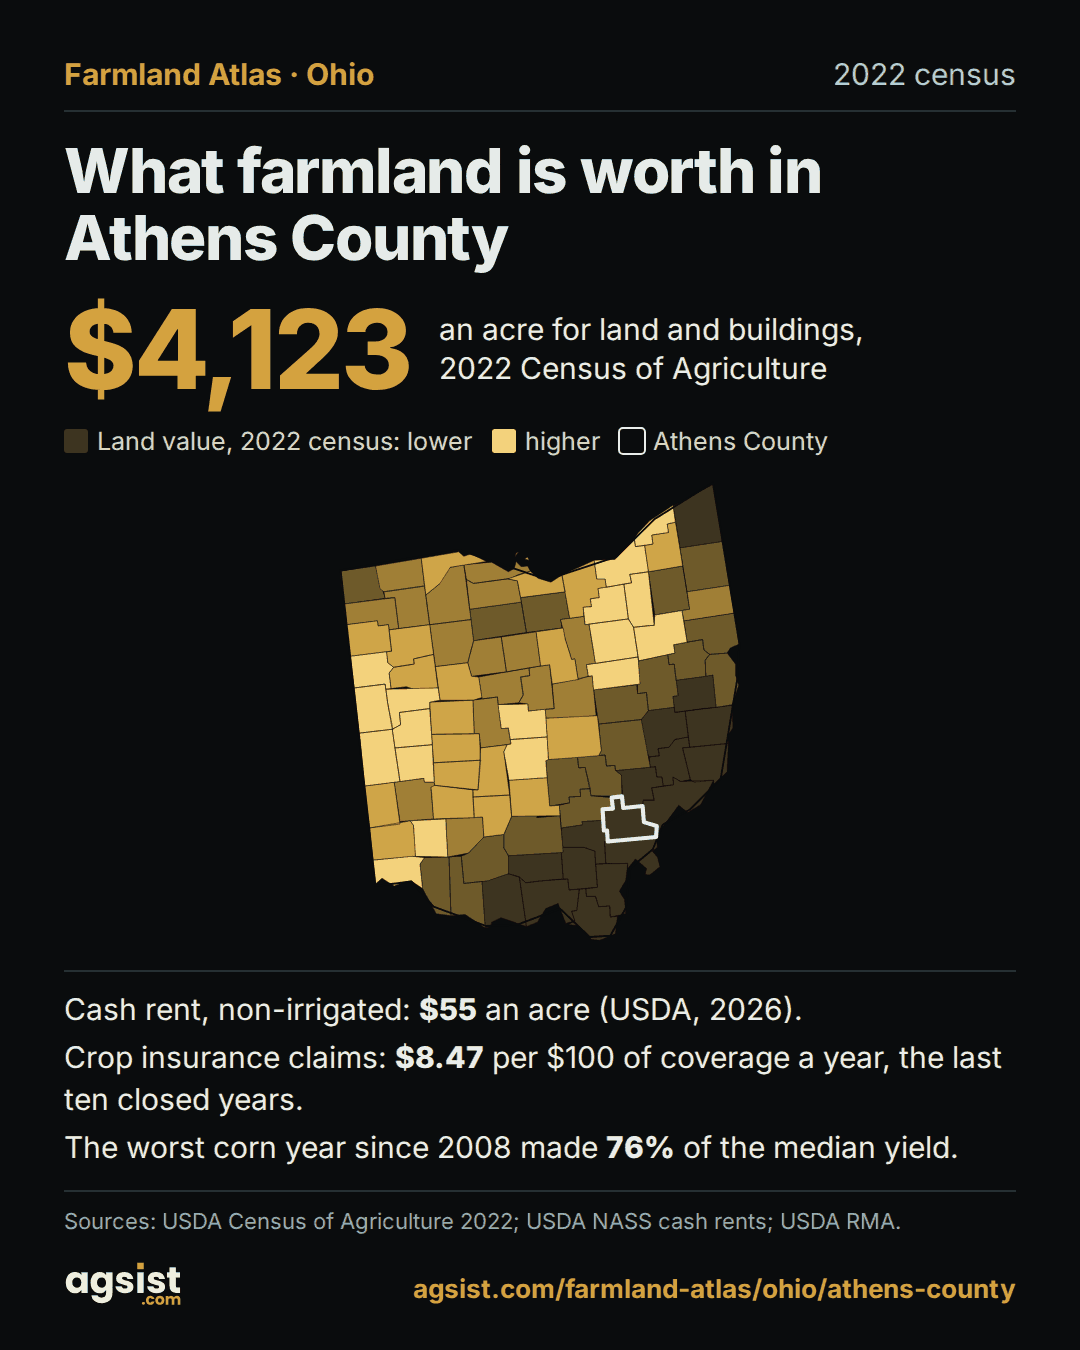 Farmland Atlas · Ohio
2022 census
What farmland is worth in
Athens County
$4,123
an acre for land and buildings,
2022 Census of Agriculture
Land value, 2022 census: lower
higher
Athens County
Cash rent, non-irrigated: $55 an acre (USDA, 2026).
Crop insurance claims: $8.47 per $100 of coverage a year, the last
ten closed years.
The worst corn year since 2008 made 76% of the median yield.
Sources: USDA Census of Agriculture 2022; USDA NASS cash rents; USDA RMA.
agsist
.com
agsist.com/farmland-atlas/ohio/athens-county